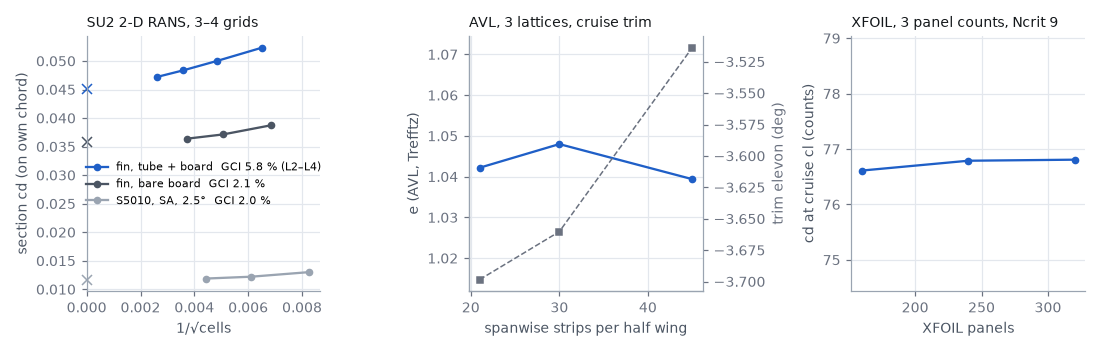 SU2 2-D RANS, 3–4 grids
section cd (on own chord)
0.050
0.045
0.040
0.035
0.030
0.025
0.020
0.015
0.010
fin, tube + board  GCI 5.8 % (L2–L4)
fin, bare board  GCI 2.1 %
S5010, SA, 2.5°  GCI 2.0 %
0.000 0.002 0.004 0.006 0.008
1/√cells
AVL, 3 lattices, cruise trim
e (AVL, Trefftz)
1.07
1.06
1.05
1.04
1.03
1.02
20 30 40
spanwise strips per half wing
−3.525
−3.550
−3.575
−3.600
−3.625
−3.650
−3.675
−3.700
trim elevon (deg)
XFOIL, 3 panel counts, Ncrit 9
cd at cruise cl (counts)
79
78
77
76
75
200 250 300
XFOIL panels